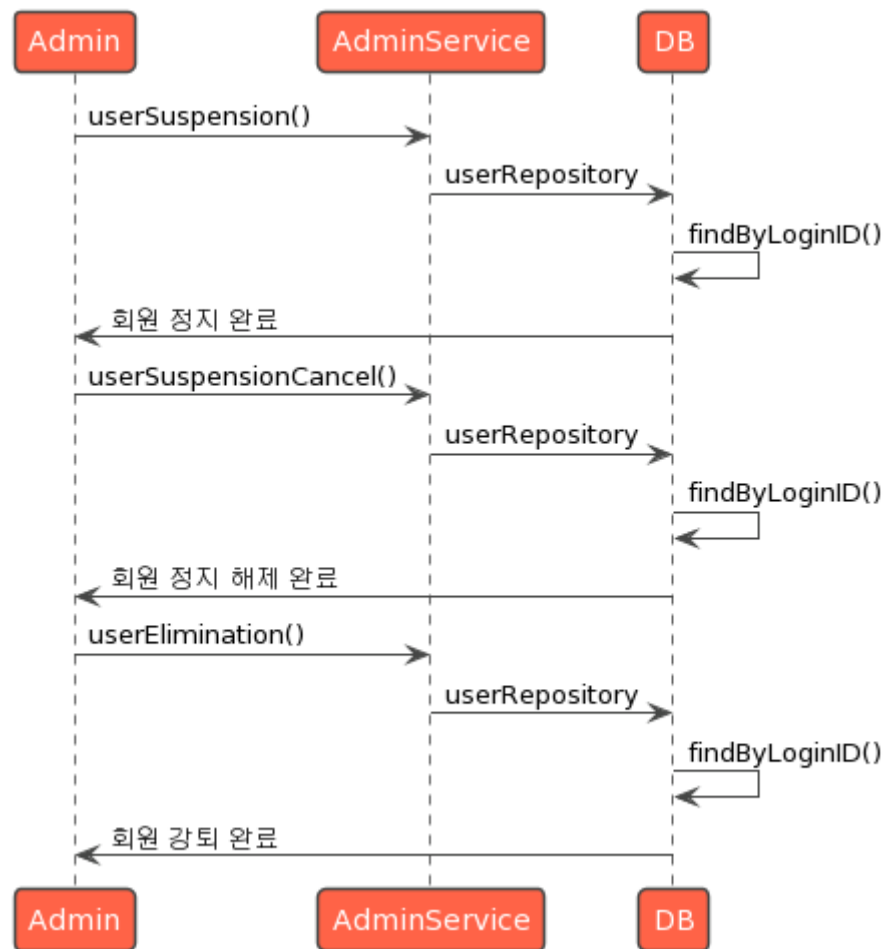 Admin AdminService DB
userSuspension()
userRepository
findByLoginID()
회원 정지 완료
userSuspensionCancel()
userRepository
findByLoginID()
회원 정지 해제 완료
userElimination()
userRepository
findByLoginID()
회원 강퇴 완료
Admin AdminService DB